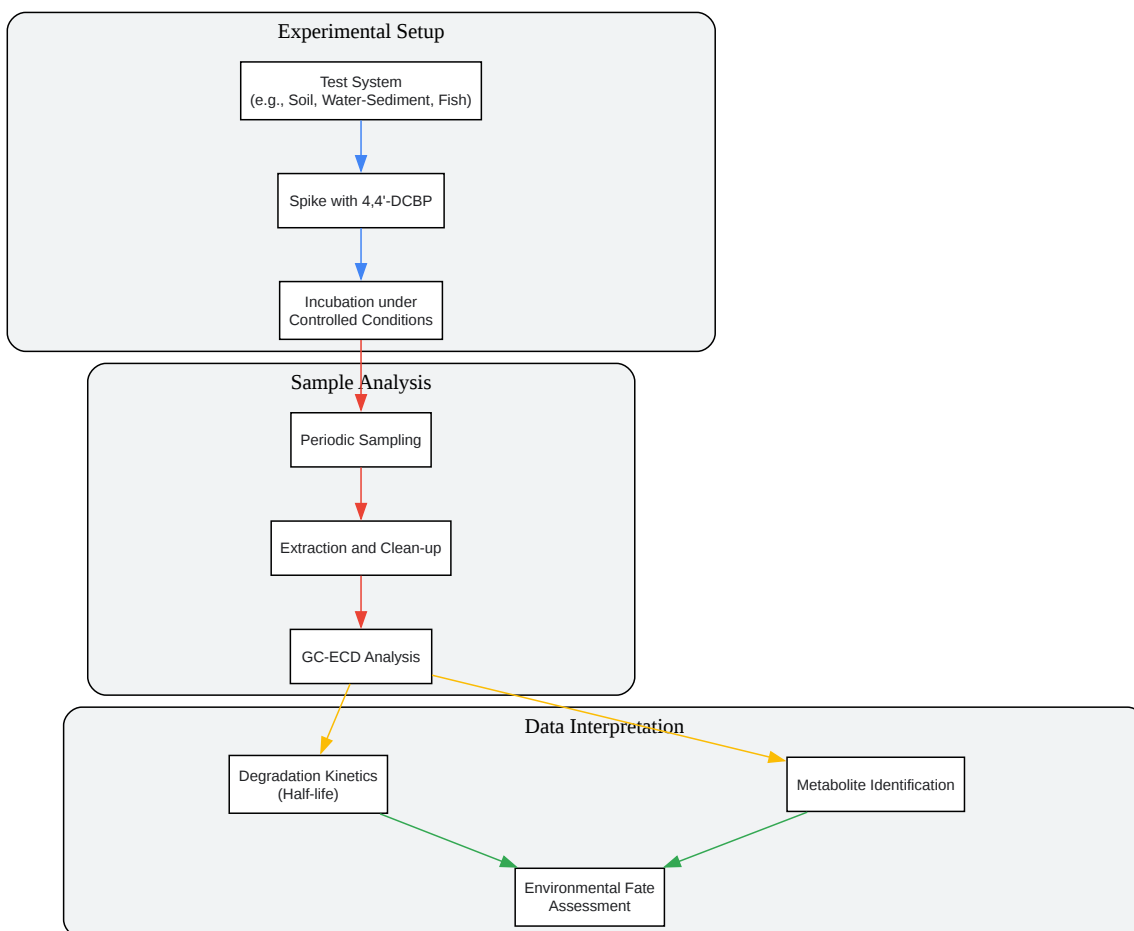 Experimental Setup
Test System
(e.g., Soil, Water-Sediment, Fish)
Spike with 4,4'-DCBP
Incubation under
Controlled Conditions
Sample Analysis
Periodic Sampling
Extraction and Clean-up
GC-ECD Analysis
Data Interpretation
Degradation Kinetics
(Half-life)
Metabolite Identification
Environmental Fate
Assessment